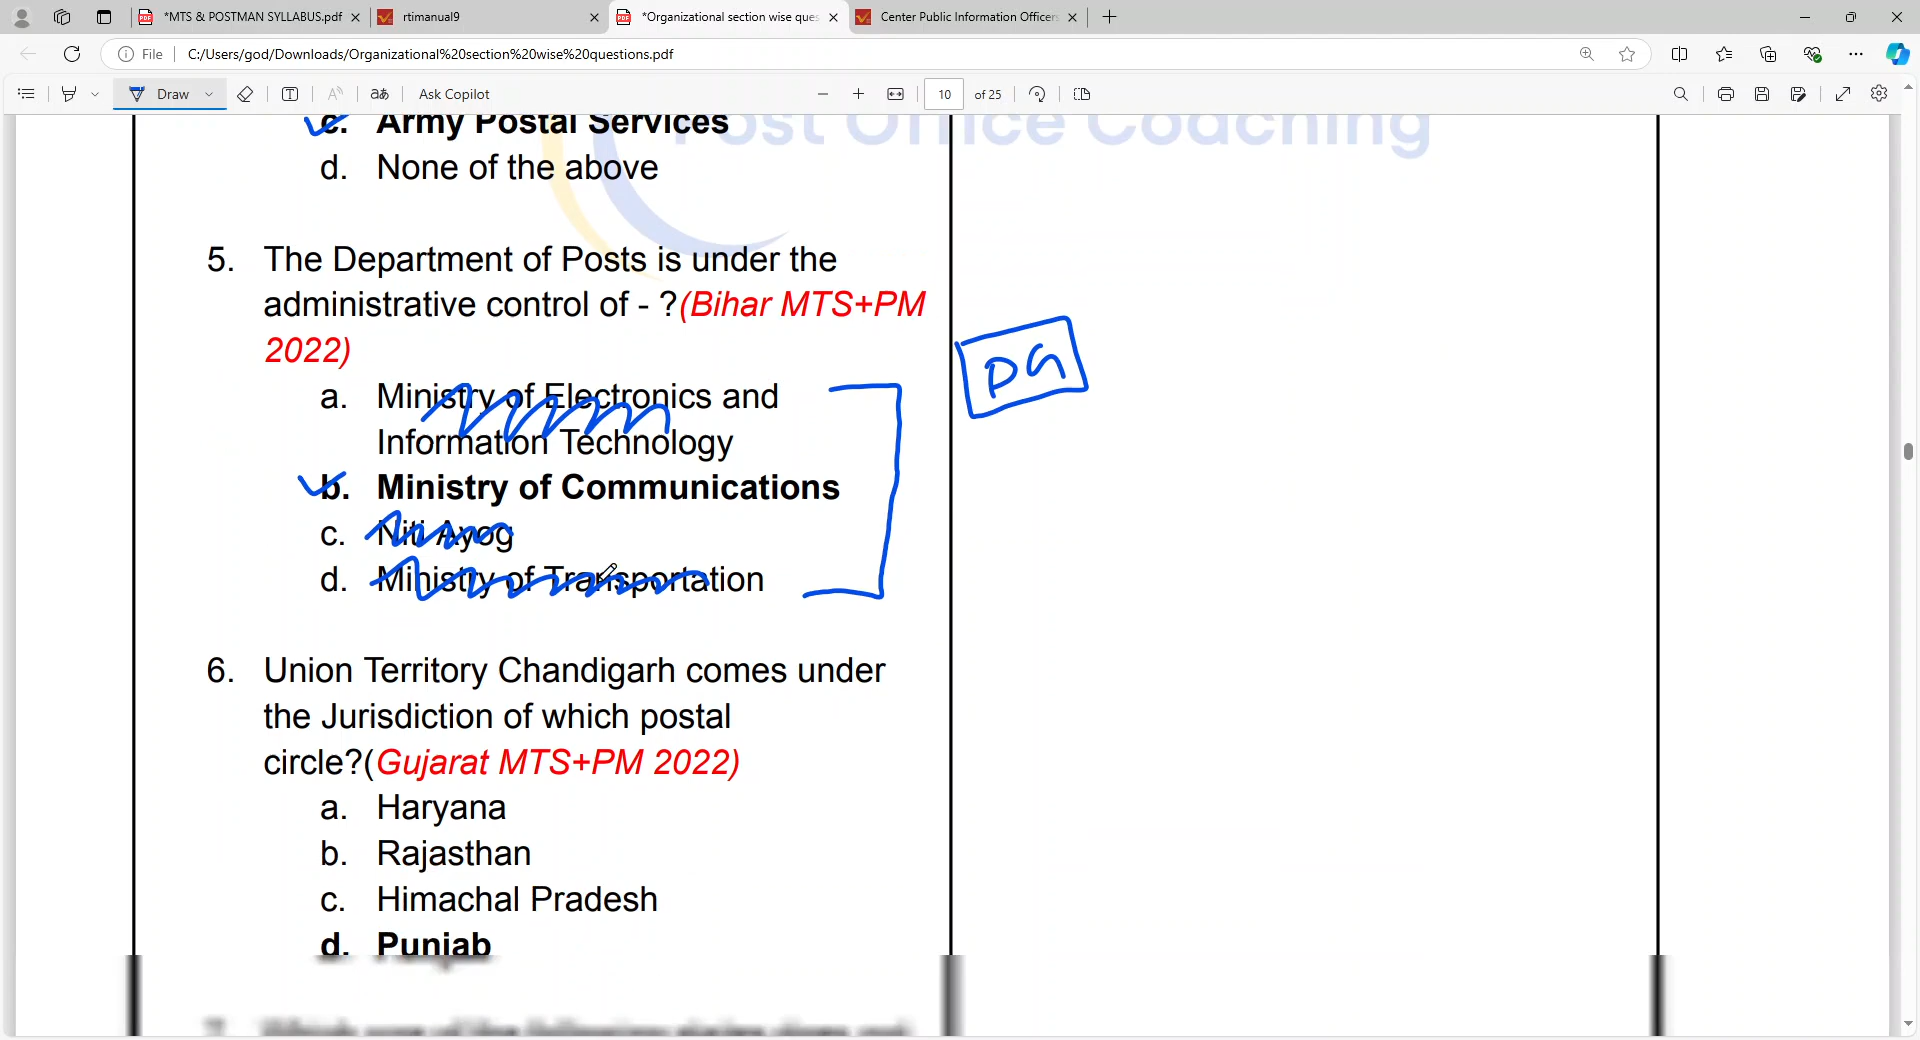 *MTS & POSTMAN SYLLABUS.pdf
rtimanual9
*Organizational section wise ques
Center Public Information Officers
File
C:/Users/god/Downloads/Organizational%20section%20wise%20questions.pdf
Draw
Ask Copilot
10 of 25
Post Office Coaching
c. Army Postal Services
d. None of the above
5. The Department of Posts is under the
administrative control of - ?(Bihar MTS+PM
2022)
DG
a. Ministry of Electronics and
Information Technology
b. Ministry of Communications
c. Niti Ayog
d. Ministry of Transportation
6. Union Territory Chandigarh comes under
the Jurisdiction of which postal
circle?(Gujarat MTS+PM 2022)
a. Haryana
b. Rajasthan
c. Himachal Pradesh
d. Punjab